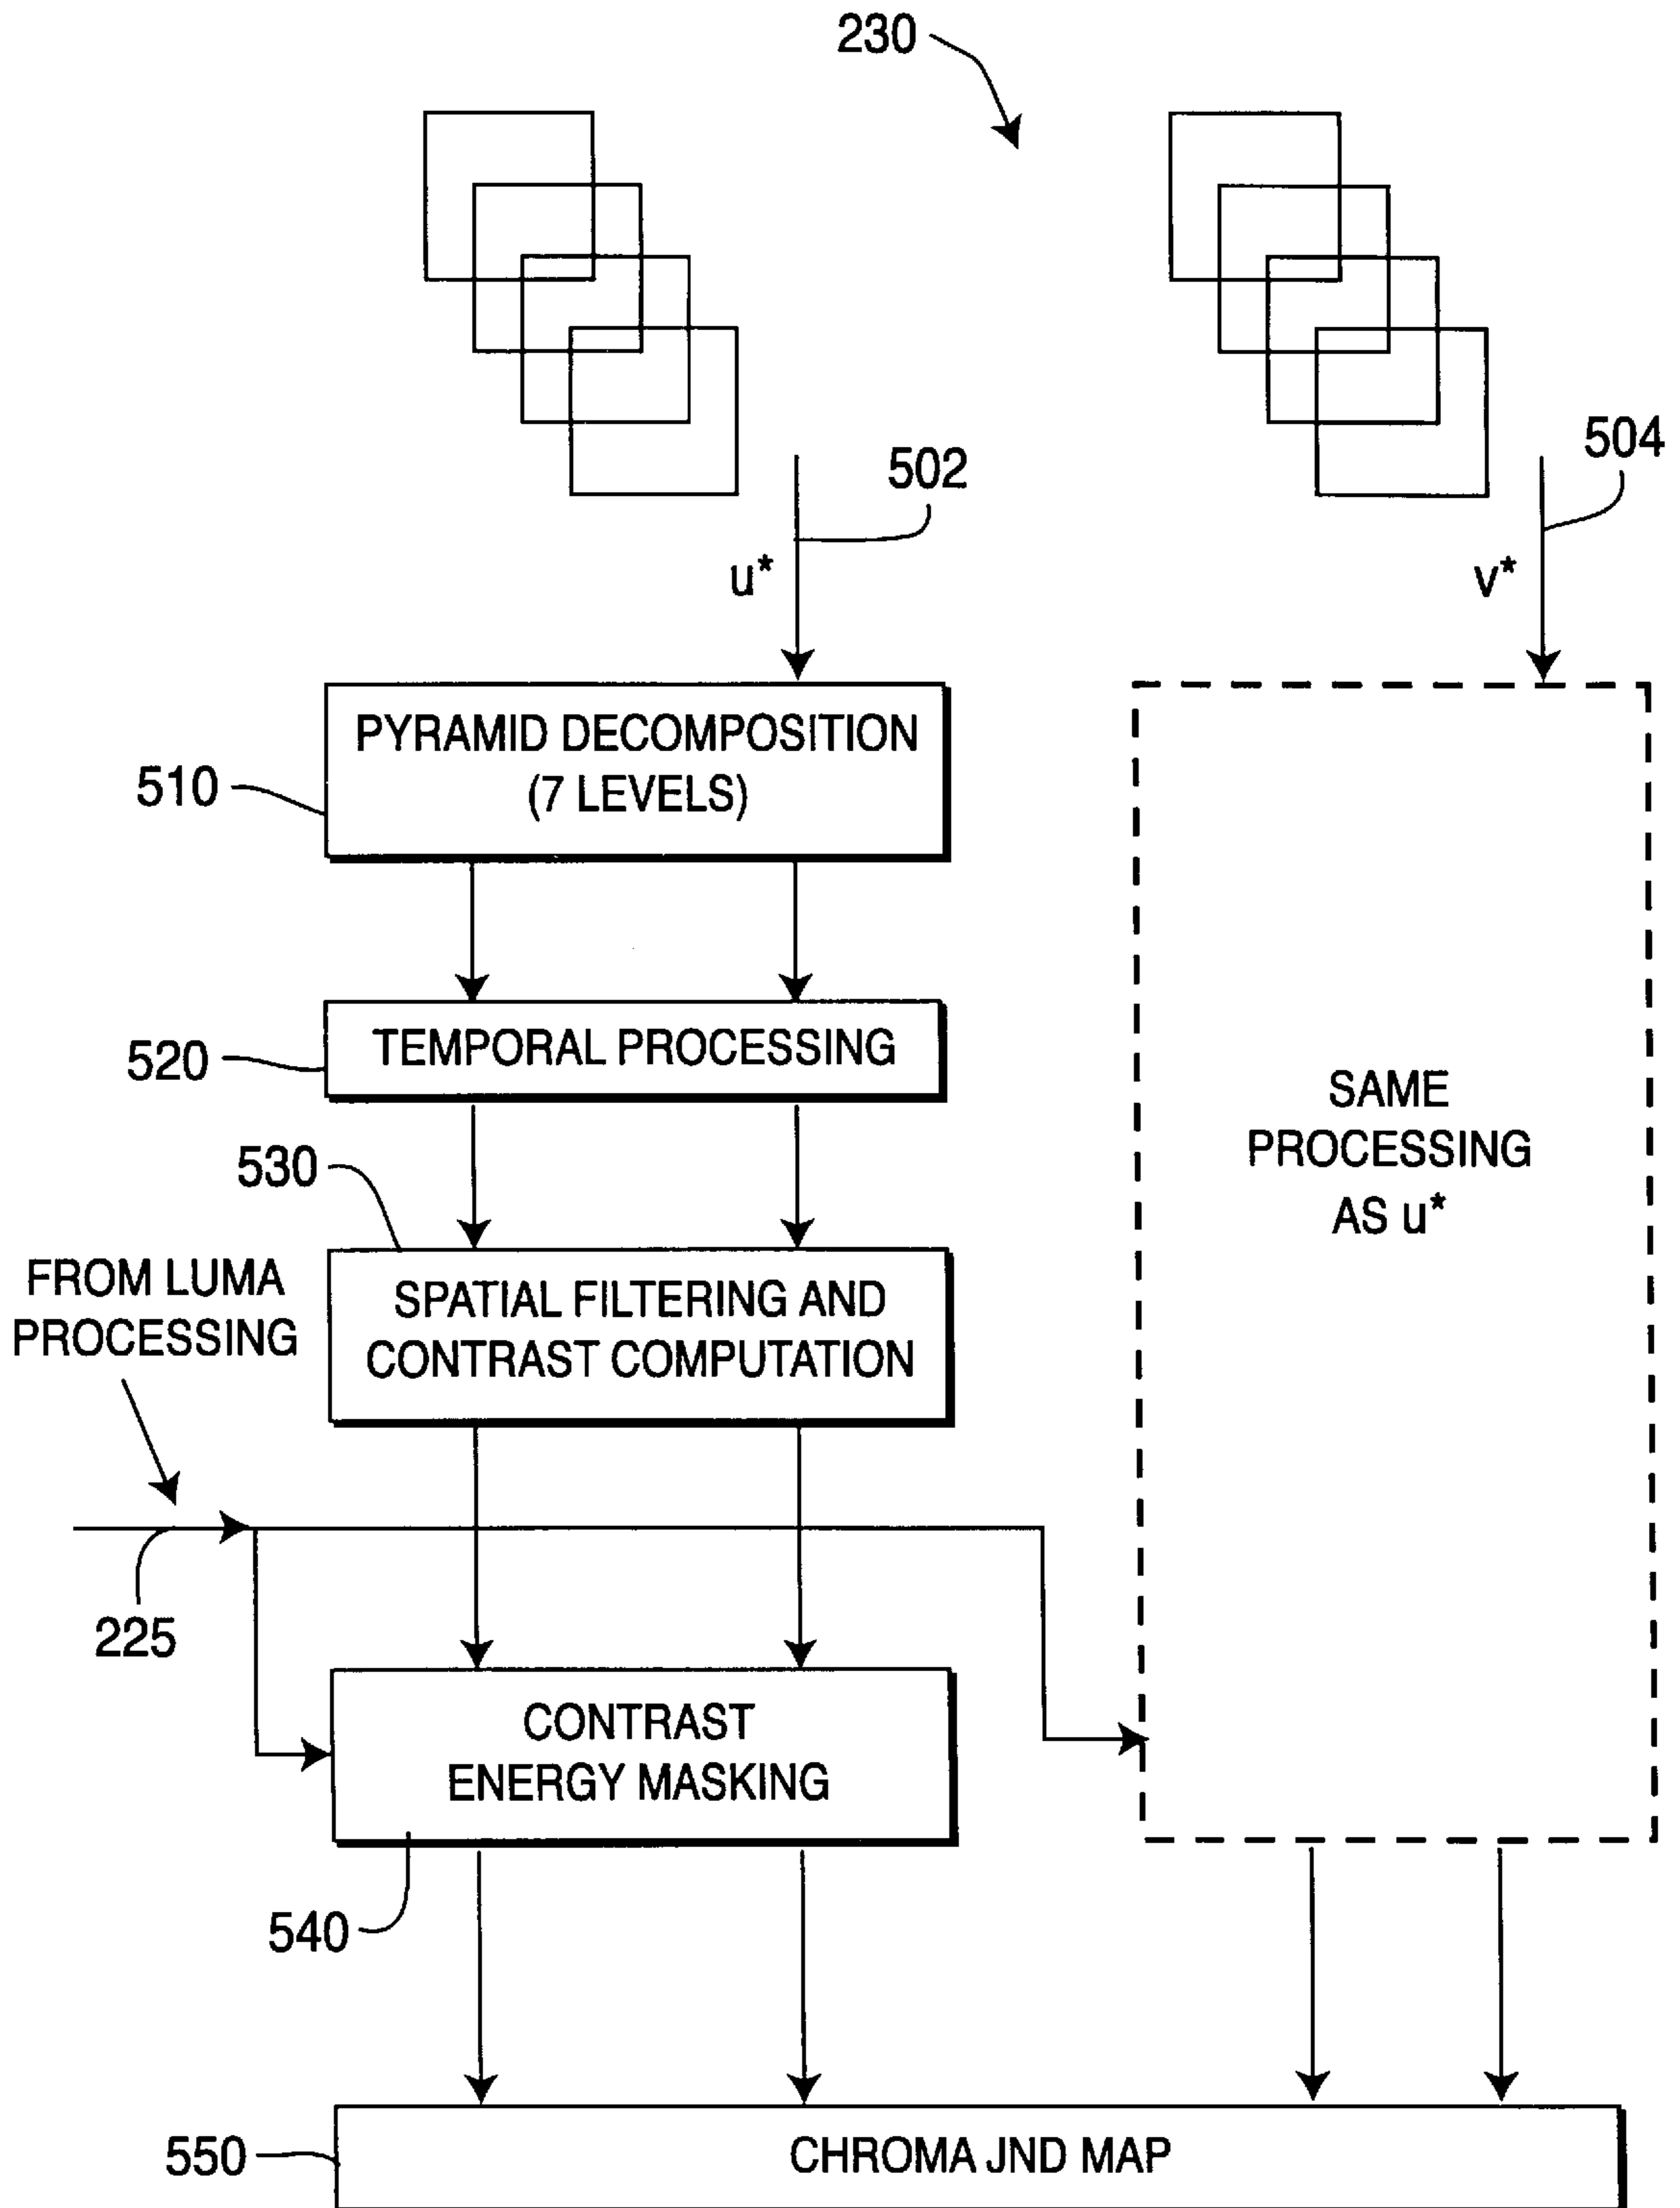 230
502
504
u*
v*
PYRAMID DECOMPOSITION
(7 LEVELS)
510
TEMPORAL PROCESSING
520
SAME
PROCESSING
AS u*
530
FROM LUMA
PROCESSING
SPATIAL FILTERING AND
CONTRAST COMPUTATION
225
CONTRAST
ENERGY MASKING
540
550
CHROMA JND MAP